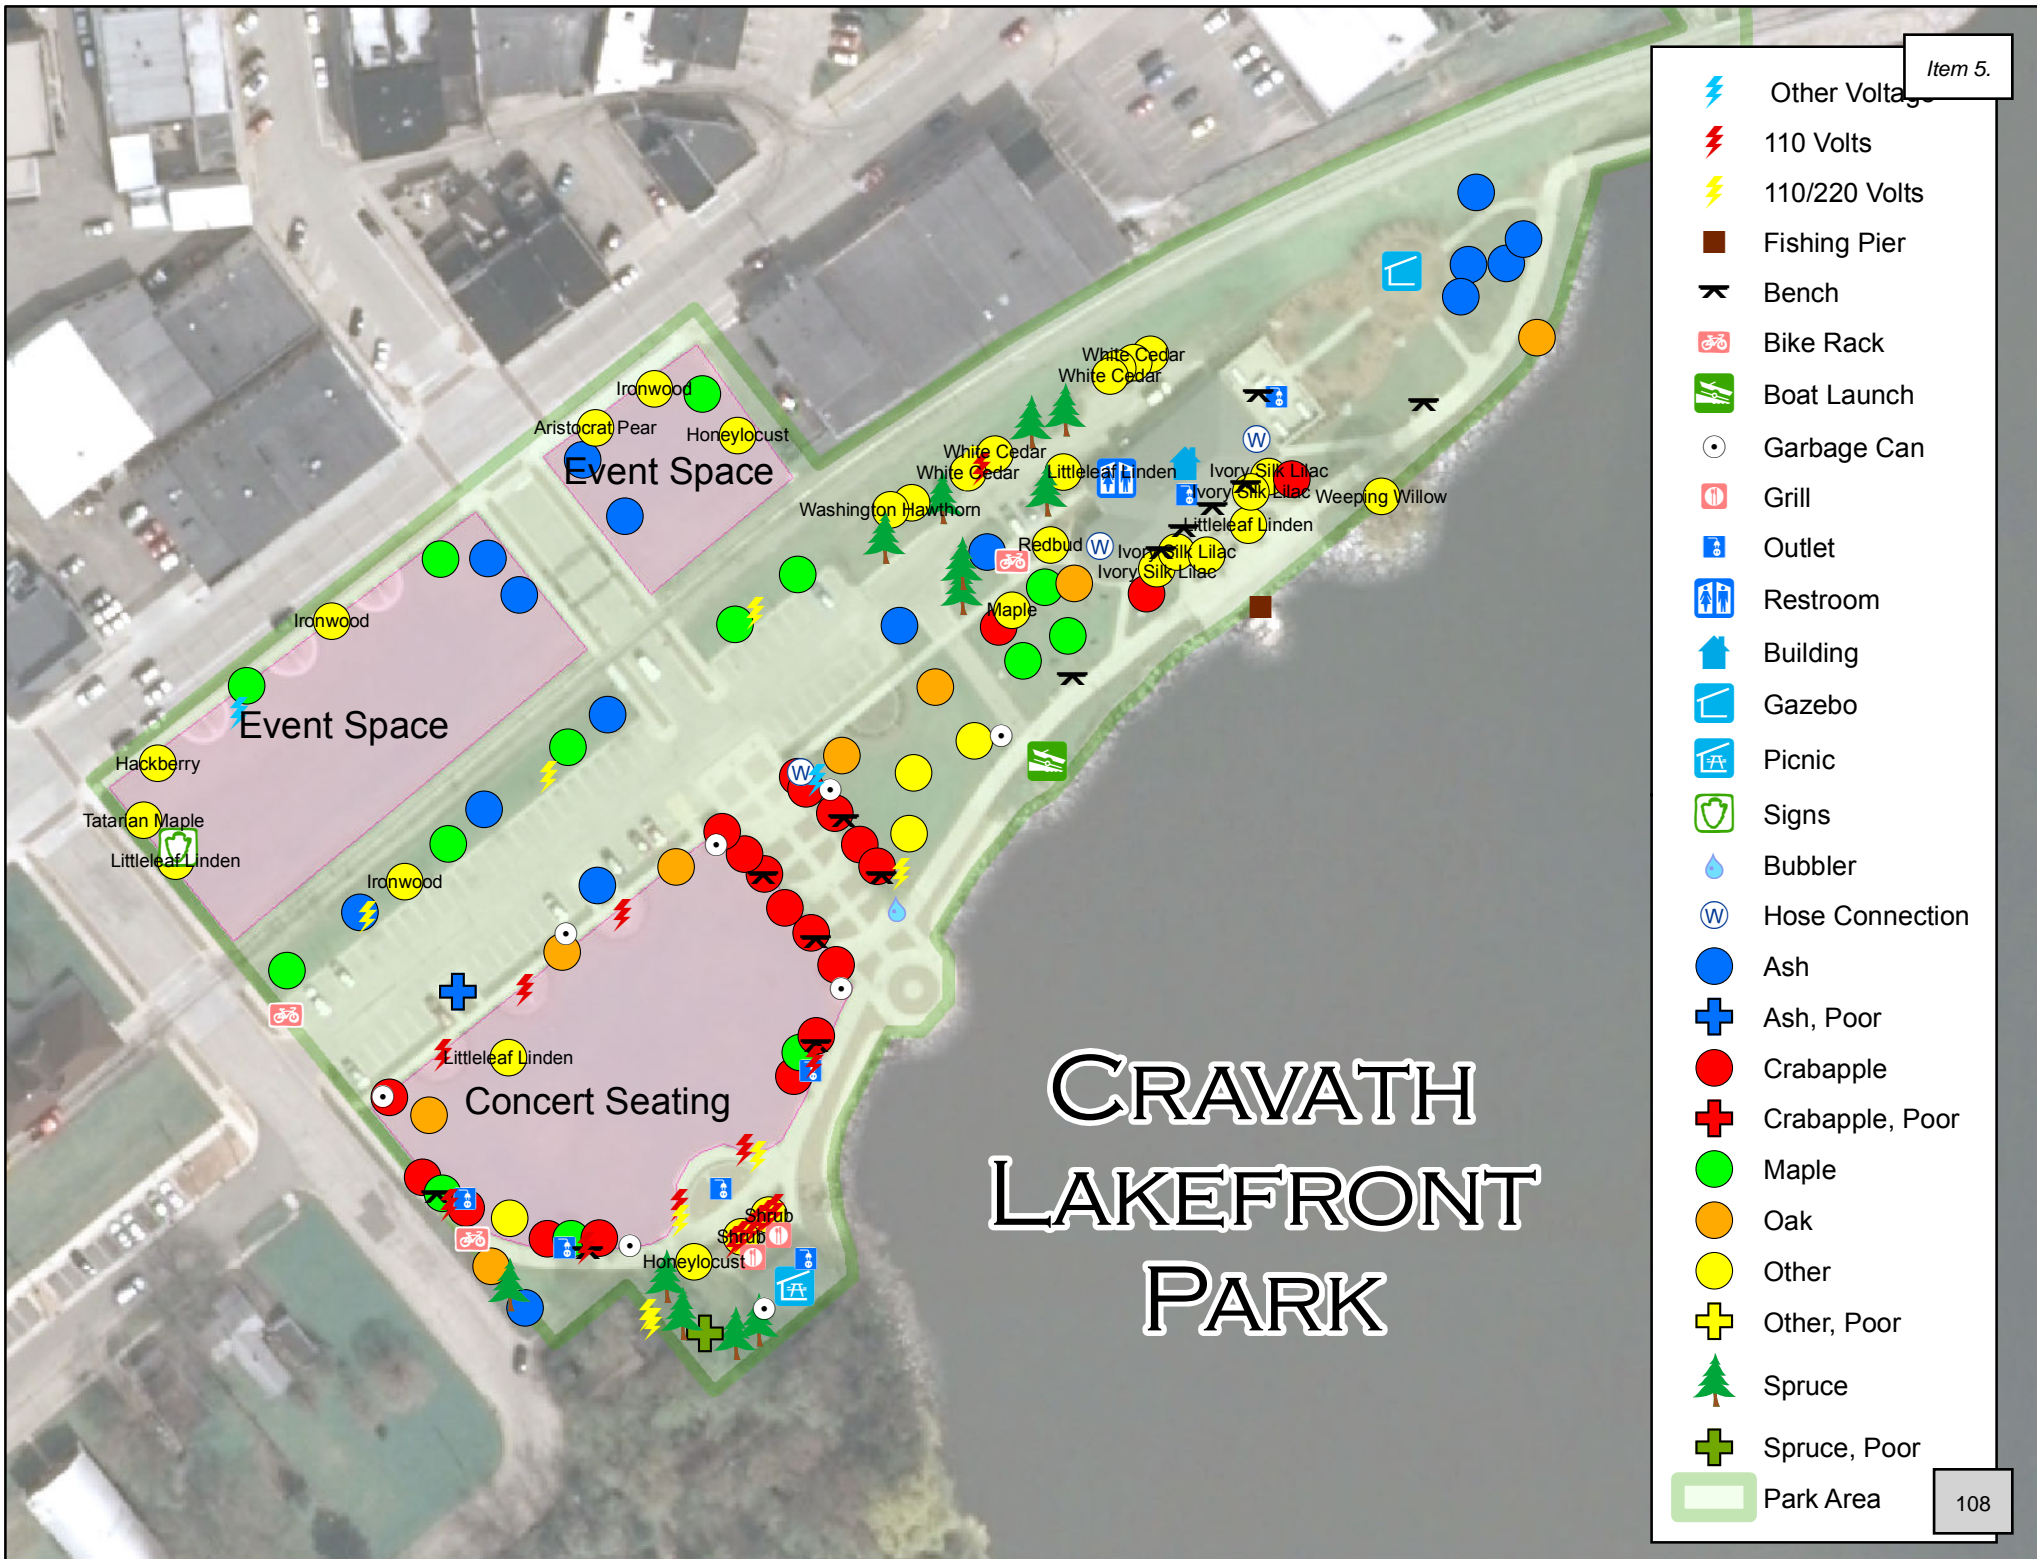 Item 5.
Other Voltage
110 Volts
110/220 Volts
Fishing Pier
Bench
Bike Rack
Boat Launch
Garbage Can
Grill
Outlet
Restroom
Building
Gazebo
Picnic
Signs
Bubbler
W Hose Connection
Ash
Ash, Poor
Crabapple
Crabapple, Poor
Maple
Oak
Other
Other, Poor
Spruce
Spruce, Poor
Park Area
108
White Cedar
White Cedar
Ironwood
Aristocrat Pear
Honeylocust
Event Space
White Cedar
White Cedar
Littleleaf Linden
W
Ivory Silk Lilac
Ivory Silk Lilac
Weeping Willow
Washington Hawthorn
Littleleaf Linden
Redbud
W
Ivory Silk Lilac
Ivory Silk Lilac
Maple
Ironwood
Event Space
Hackberry
W
Tatarian Maple
Littleleaf Linden
Ironwood
Littleleaf Linden
Concert Seating
Shrub
Shrub
Honeylocust
CRAVATH
LAKEFRONT
PARK